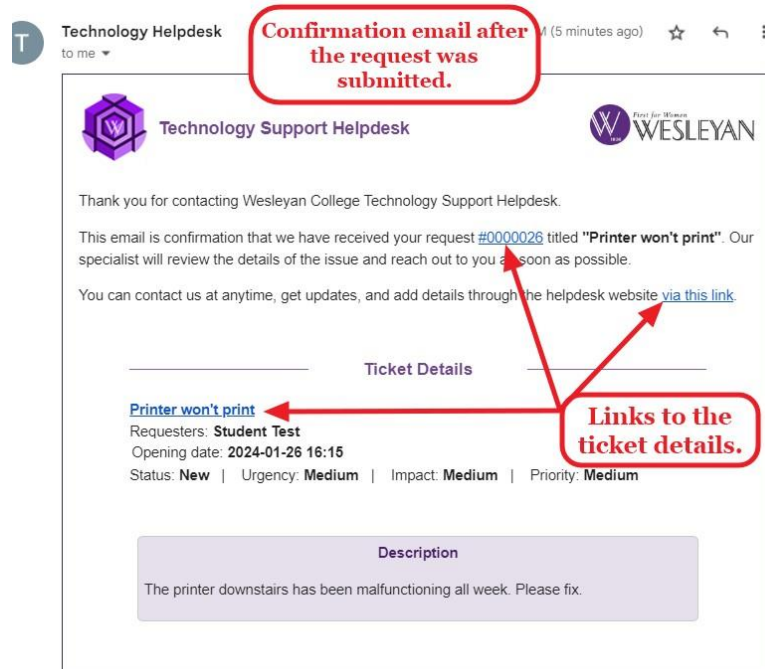 T
Technology Helpdesk
to me
Confirmation email after
the request was
submitted.
M (5 minutes ago)
W
Technology Support Helpdesk
W
First for Women
WESLEYAN
Thank you for contacting Wesleyan College Technology Support Helpdesk.
This email is confirmation that we have received your request #0000026 titled "Printer won't print". Our
specialist will review the details of the issue and reach out to you as soon as possible.
You can contact us at anytime, get updates, and add details through the helpdesk website via this link.
Ticket Details
Printer won't print
Requesters: Student Test
Opening date: 2024-01-26 16:15
Status: New | Urgency: Medium | Impact: Medium | Priority: Medium
Links to the
ticket details.
Description
The printer downstairs has been malfunctioning all week. Please fix.